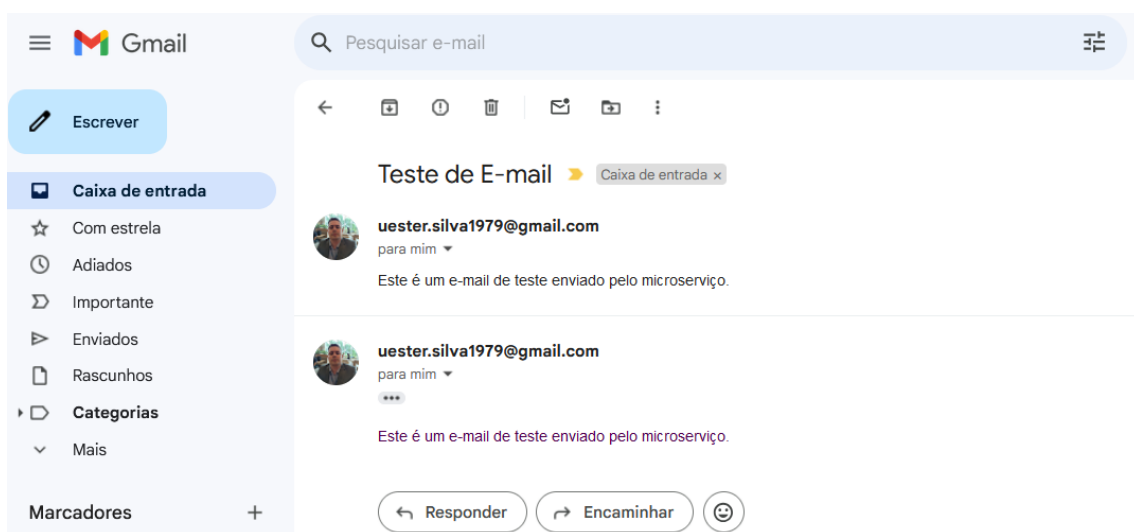 Gmail
Pesquisar e-mail
Escrever
Caixa de entrada
Com estrela
Adiados
Importante
Enviados
Rascunhos
Categorias
Mais
Marcadores
Teste de E-mail Caixa de entrada x
uester.silva1979@gmail.com
para mim
Este é um e-mail de teste enviado pelo microserviço.
uester.silva1979@gmail.com
para mim
Este é um e-mail de teste enviado pelo microserviço.
Responder Encaminhar